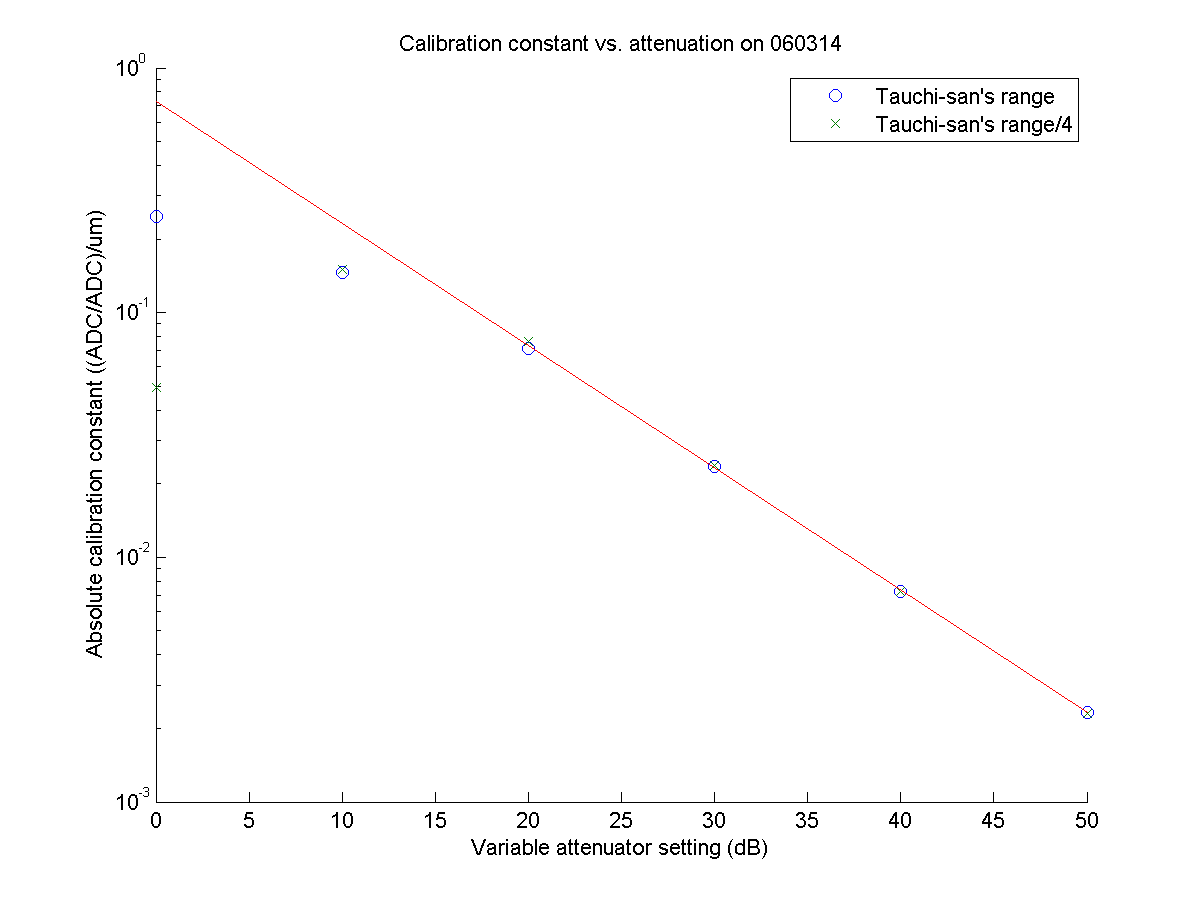 Calibration constant vs. attenuation on 060314
10^0
Tauchi-san's range
Tauchi-san's range/4
10^-1
10^-2
10^-3
Absolute calibration constant ((ADC/ADC)/um)
0 5 10 15 20 25 30 35 40 45 50
Variable attenuator setting (dB)